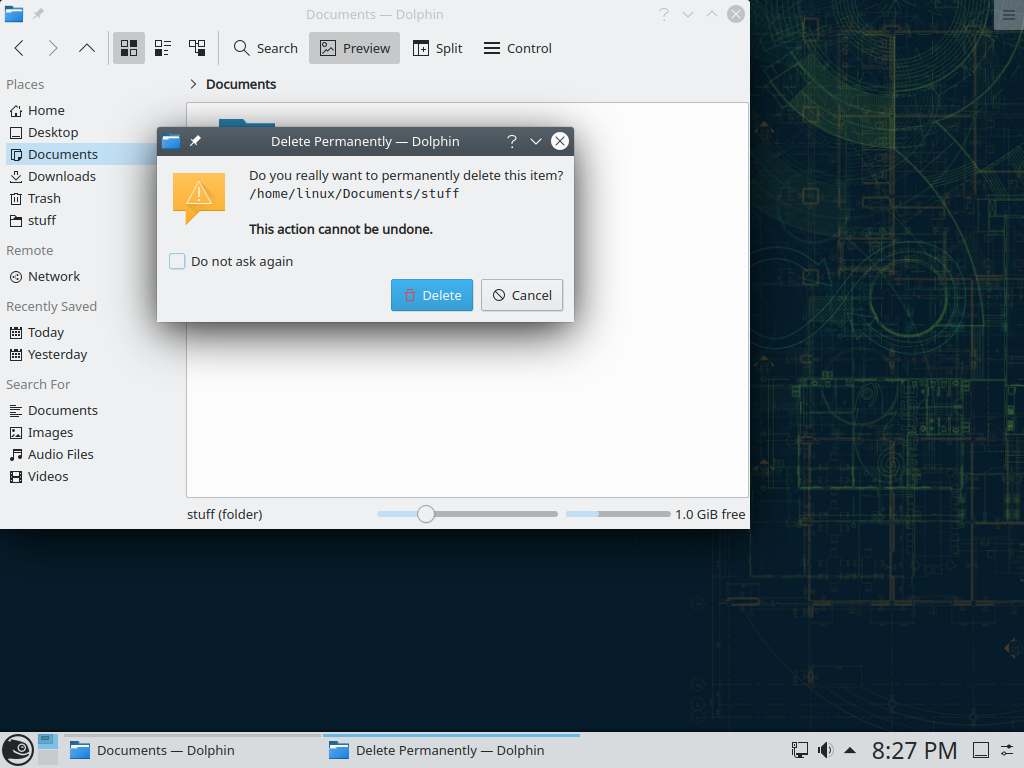 Documents — Dolphin
Search
Preview
Split
Control
Places
Home
Desktop
Documents
Downloads
Trash
stuff
Remote
Network
Recently Saved
Today
Yesterday
Search For
Documents
Images
Audio Files
Videos
Documents
Delete Permanently — Dolphin
Do you really want to permanently delete this item?
/home/linux/Documents/stuff
This action cannot be undone.
Do not ask again
Delete
Cancel
stuff (folder)
1.0 GiB free
Documents — Dolphin
Delete Permanently — Dolphin
8:27 PM